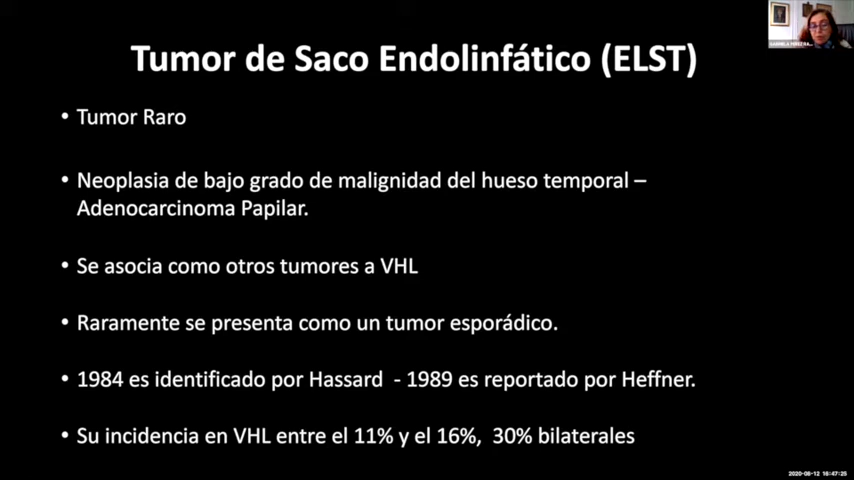 Tumor de Saco Endolinfático (ELST)
• Tumor Raro
• Neoplasia de bajo grado de malignidad del hueso temporal –
Adenocarcinoma Papilar.
• Se asocia como otros tumores a VHL
• Raramente se presenta como un tumor esporádico.
• 1984 es identificado por Hassard - 1989 es reportado por Heffner.
• Su incidencia en VHL entre el 11% y el 16%, 30% bilaterales
2020-08-12 16:47:25